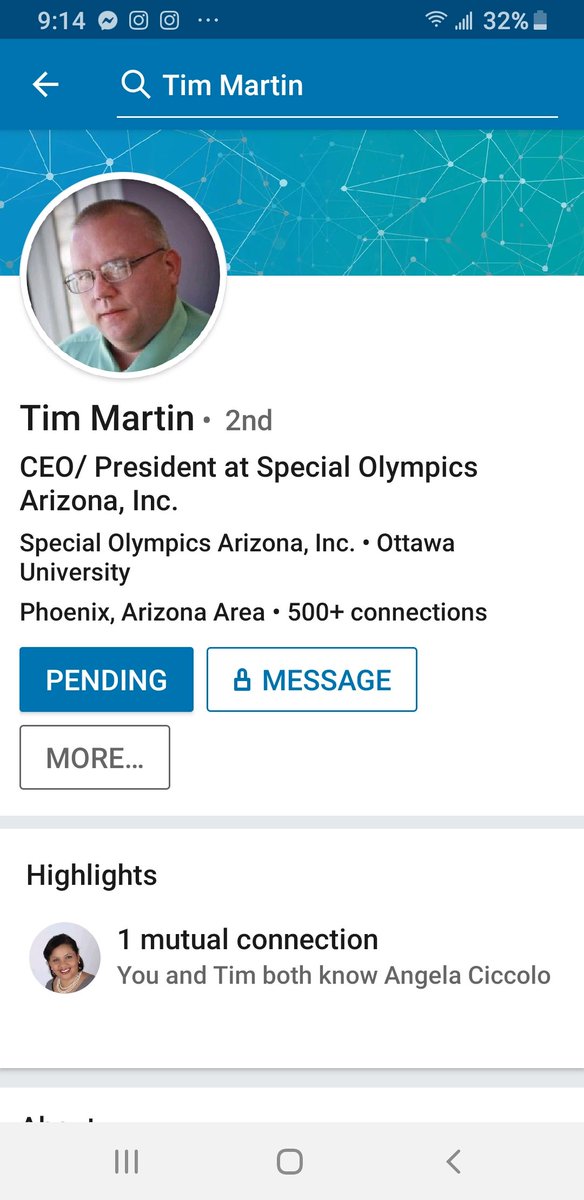 9:14 ... 32%
Tim Martin
Tim Martin • 2nd
CEO/ President at Special Olympics
Arizona, Inc.
Special Olympics Arizona, Inc. • Ottawa
University
Phoenix, Arizona Area • 500+ connections
PENDING MESSAGE
MORE...
Highlights
1 mutual connection
You and Tim both know Angela Ciccolo